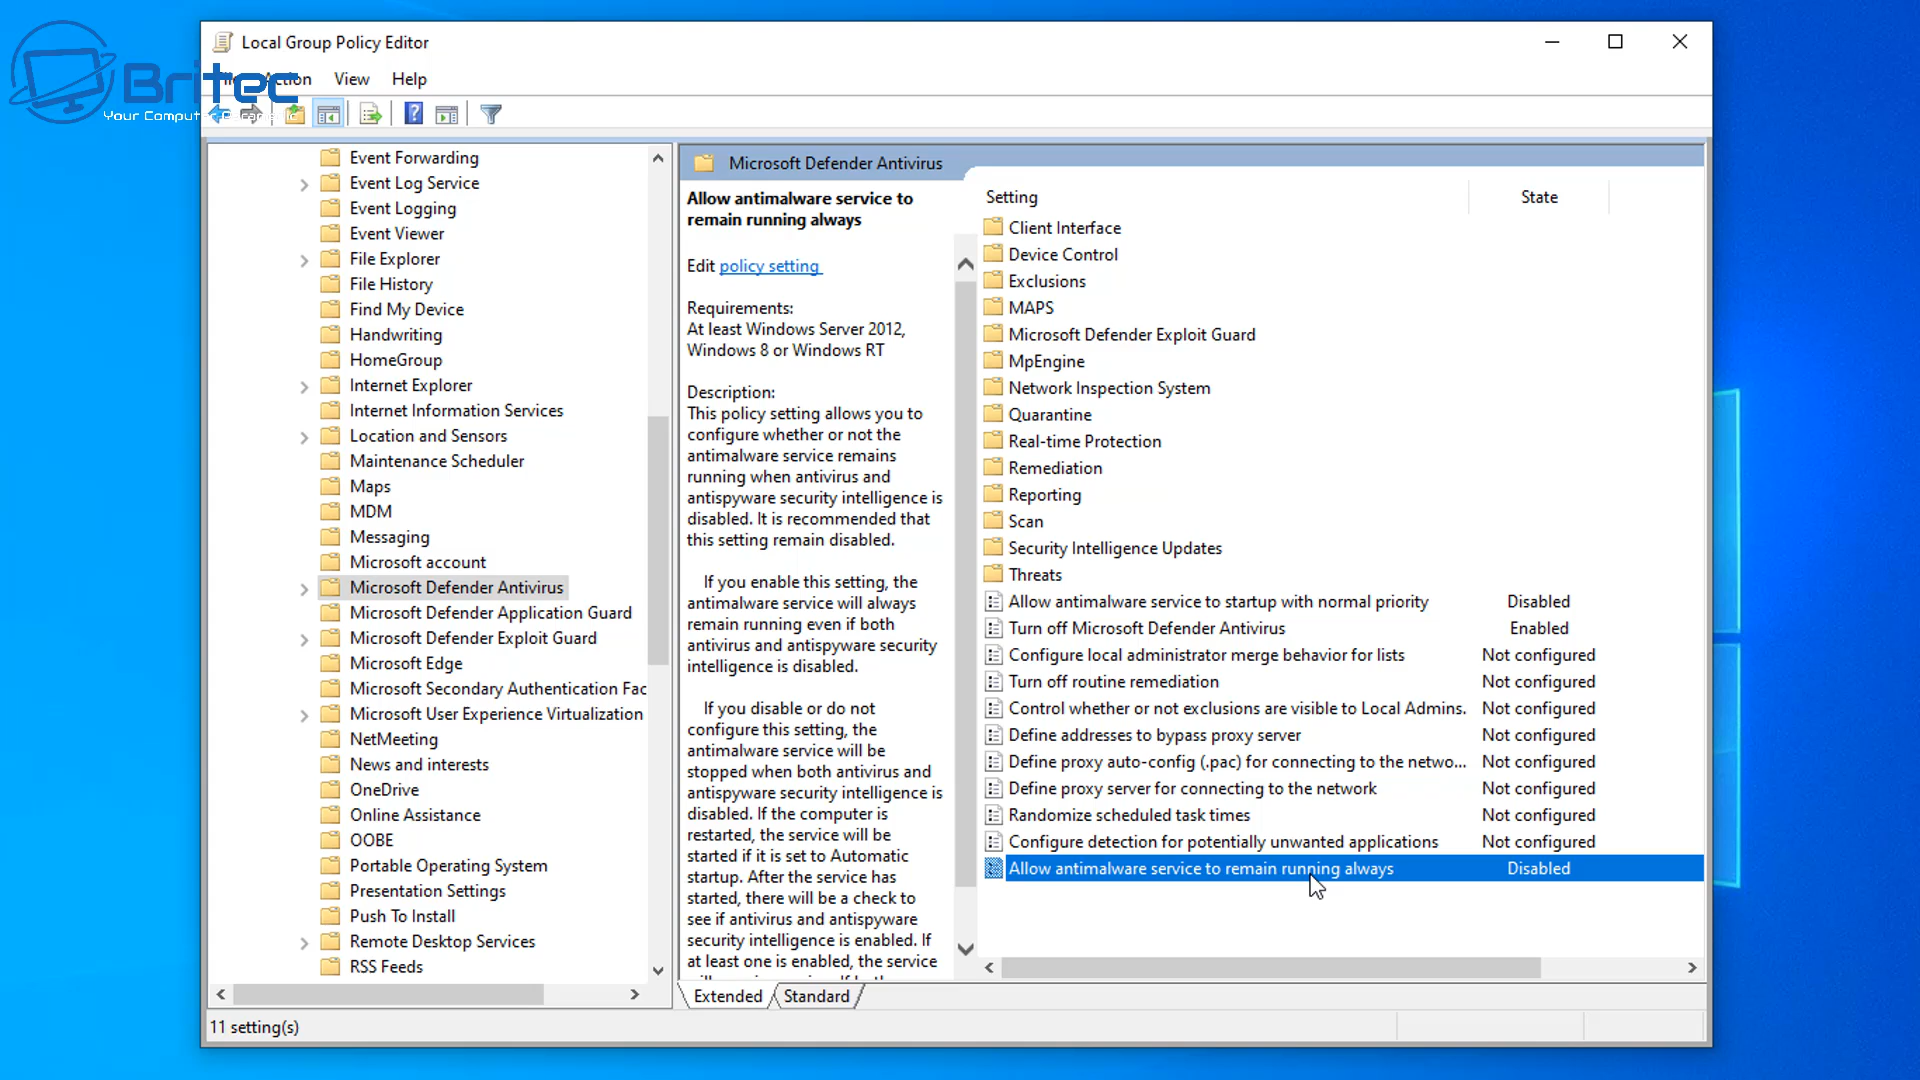 Local Group Policy Editor
Britec
Your Computer
View
Help
Event Forwarding
Event Log Service
Event Logging
Event Viewer
File Explorer
File History
Find My Device
Handwriting
HomeGroup
Internet Explorer
Internet Information Services
Location and Sensors
Maintenance Scheduler
Maps
MDM
Messaging
Microsoft account
Microsoft Defender Antivirus
Microsoft Defender Application Guard
Microsoft Defender Exploit Guard
Microsoft Edge
Microsoft Secondary Authentication Fac
Microsoft User Experience Virtualization
NetMeeting
News and interests
OneDrive
Online Assistance
OOBE
Portable Operating System
Presentation Settings
Push To Install
Remote Desktop Services
RSS Feeds
Microsoft Defender Antivirus
Allow antimalware service to
remain running always
Edit policy setting
Requirements:
At least Windows Server 2012,
Windows 8 or Windows RT
Description:
This policy setting allows you to
configure whether or not the
antimalware service remains
running when antivirus and
antispyware security intelligence is
disabled. It is recommended that
this setting remain disabled.
If you enable this setting, the
antimalware service will always
remain running even if both
antivirus and antispyware security
intelligence is disabled.
If you disable or do not
configure this setting, the
antimalware service will be
stopped when both antivirus and
antispyware security intelligence is
disabled. If the computer is
restarted, the service will be
started if it is set to Automatic
startup. After the service has
started, there will be a check to
see if antivirus and antispyware
security intelligence is enabled. If
at least one is enabled, the service
Setting State
Client Interface
Device Control
Exclusions
MAPS
Microsoft Defender Exploit Guard
MpEngine
Network Inspection System
Quarantine
Real-time Protection
Remediation
Reporting
Scan
Security Intelligence Updates
Threats
Allow antimalware service to startup with normal priority Disabled
Turn off Microsoft Defender Antivirus Enabled
Configure local administrator merge behavior for lists Not configured
Turn off routine remediation Not configured
Control whether or not exclusions are visible to Local Admins. Not configured
Define addresses to bypass proxy server Not configured
Define proxy auto-config (.pac) for connecting to the netwo... Not configured
Define proxy server for connecting to the network Not configured
Randomize scheduled task times Not configured
Configure detection for potentially unwanted applications Not configured
Allow antimalware service to remain running always Disabled
Extended Standard
11 setting(s)